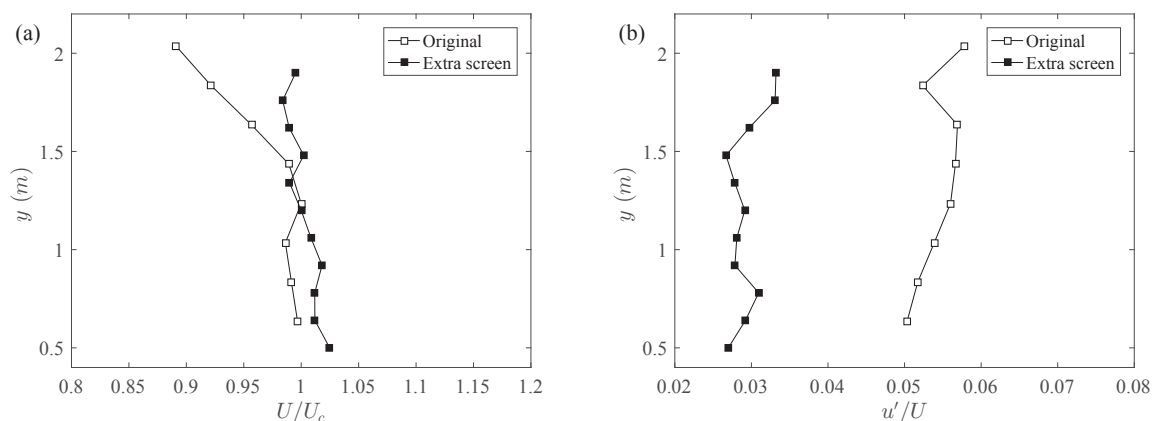 (a)
Original
Extra screen
2
1.5
1
0.5
y (m)
0.8 0.85 0.9 0.95 1 1.05 1.1 1.15 1.2
U/U_c
(b)
Original
Extra screen
2
1.5
1
0.5
y (m)
0.02 0.03 0.04 0.05 0.06 0.07 0.08
u'/U